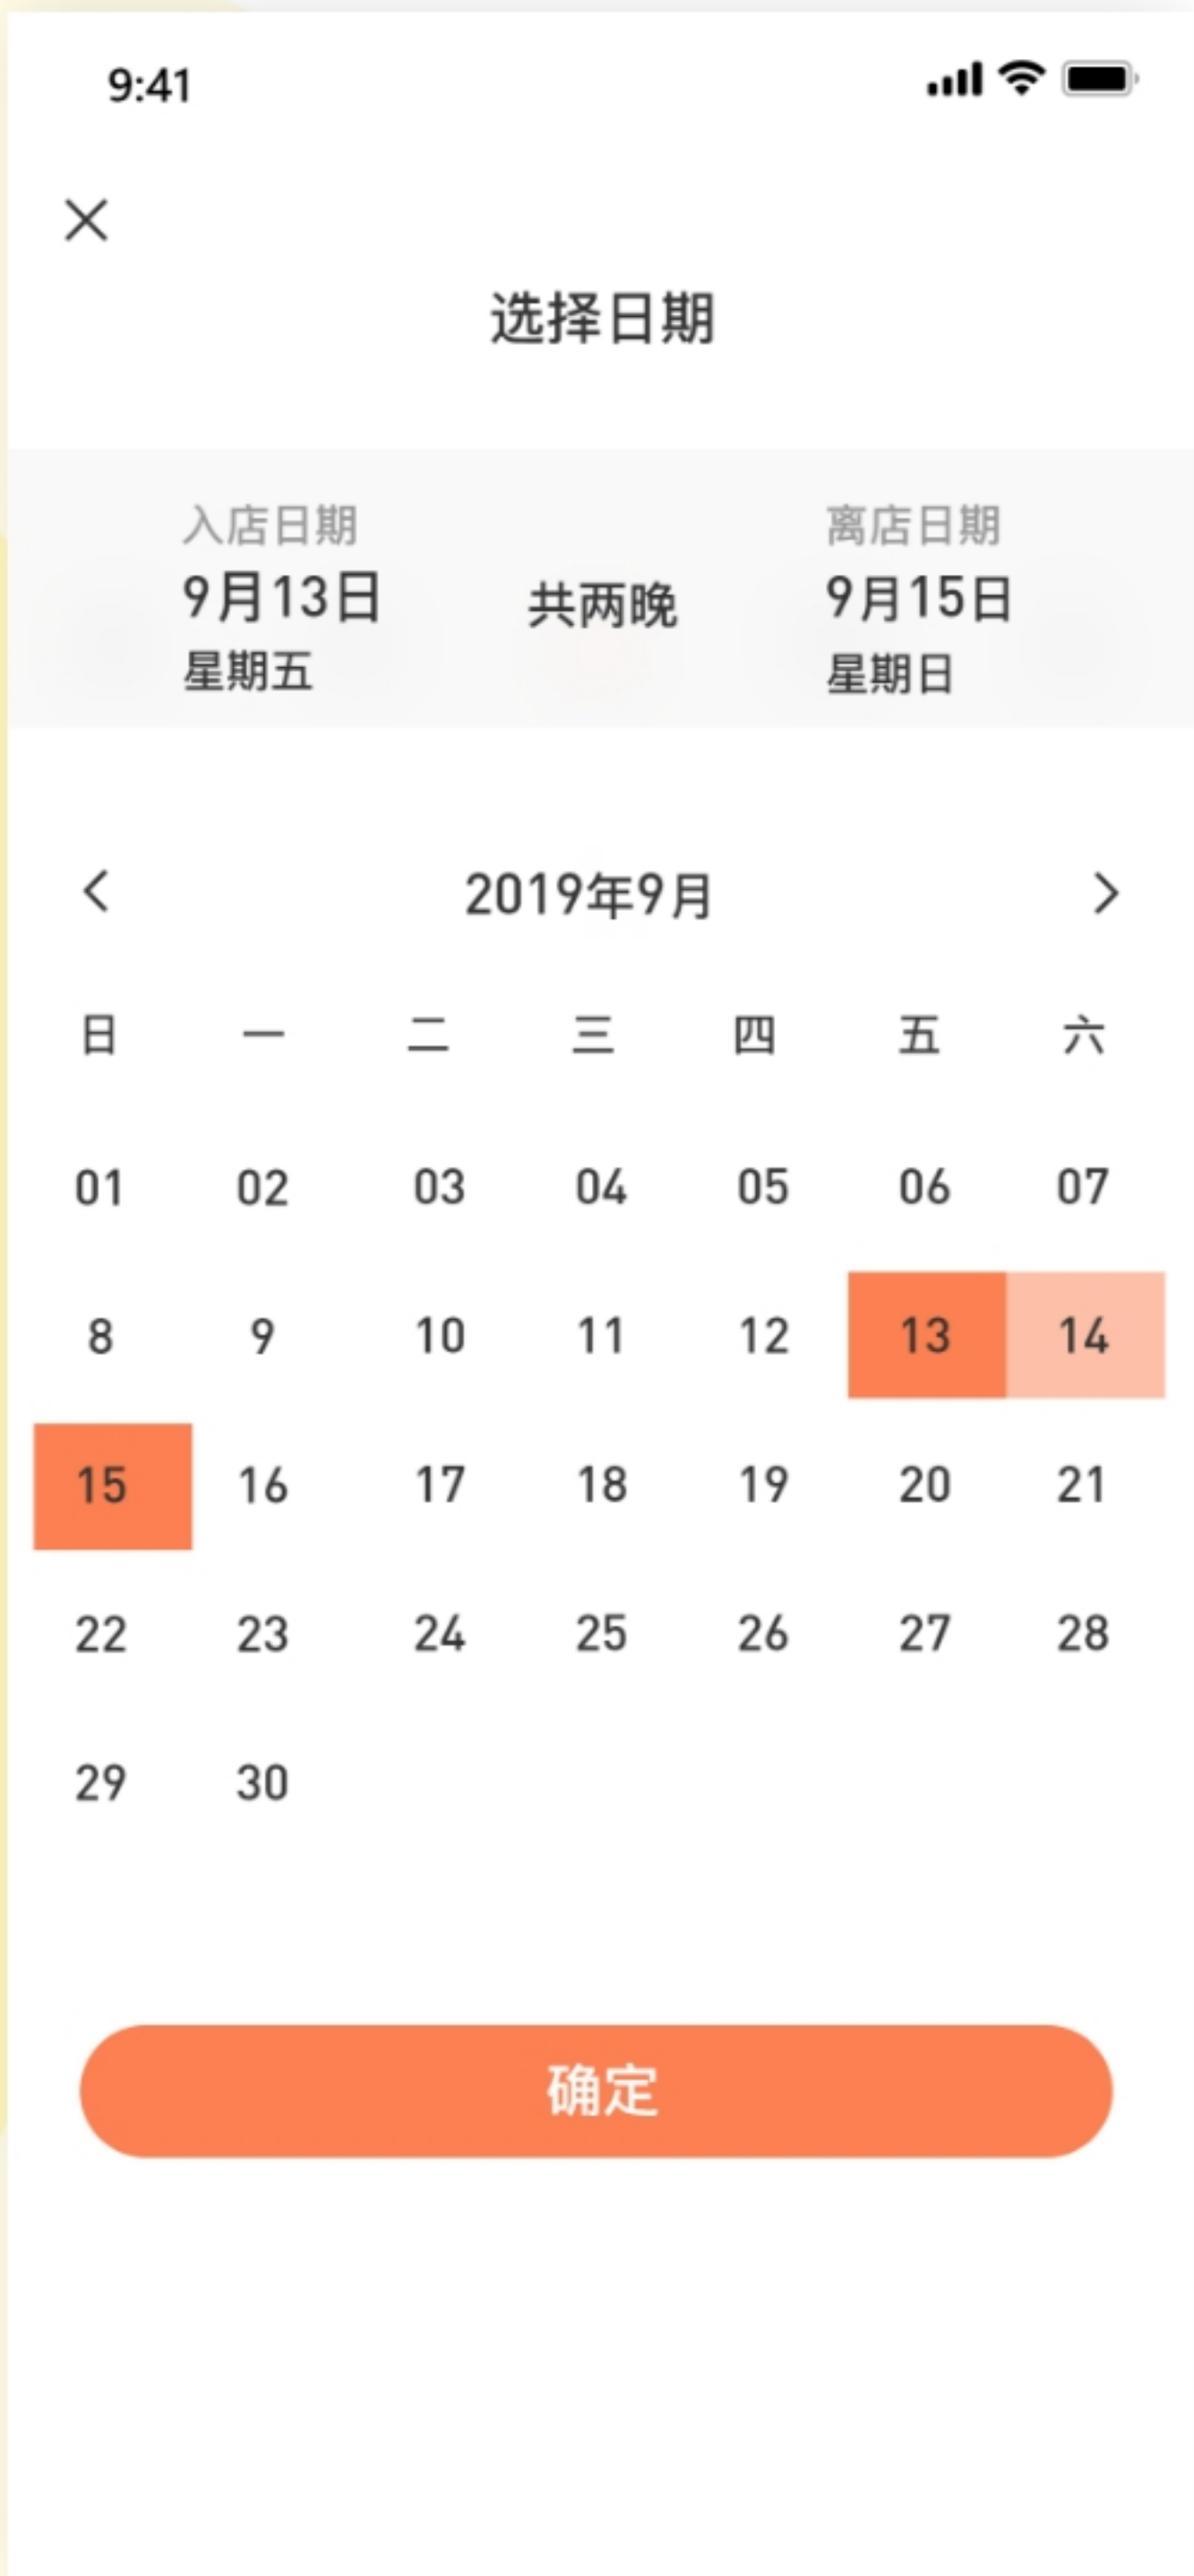 9:41
选择日期
入店日期 离店日期
9月13日 共两晚 9月15日
星期五 星期日
2019年9月
日 一 二 三 四 五 六
01 02 03 04 05 06 07
8 9 10 11 12 13 14
15 16 17 18 19 20 21
22 23 24 25 26 27 28
29 30
确定